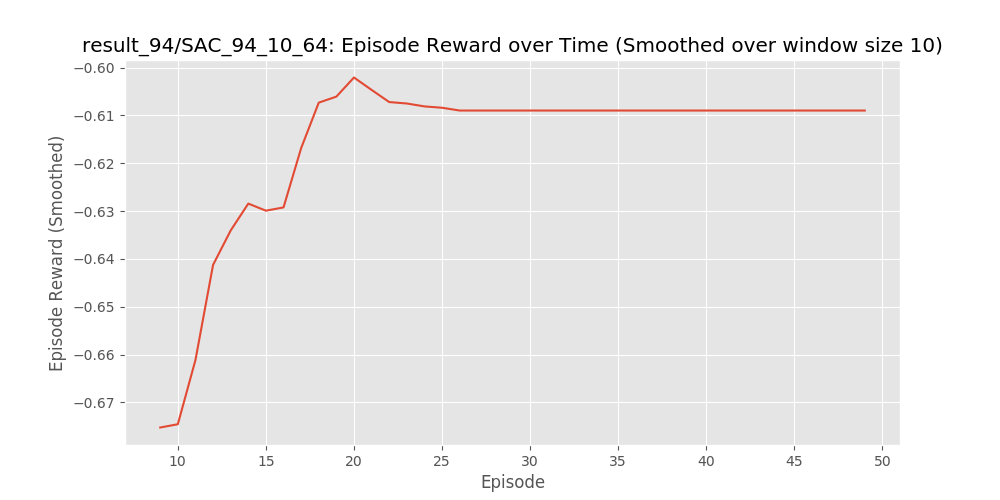 result_94/SAC_94_10_64: Episode Reward over Time (Smoothed over window size 10)
−0.60
−0.61
−0.62
−0.63
−0.64
−0.65
−0.66
−0.67
Episode Reward (Smoothed)
10 15 20 25 30 35 40 45 50
Episode